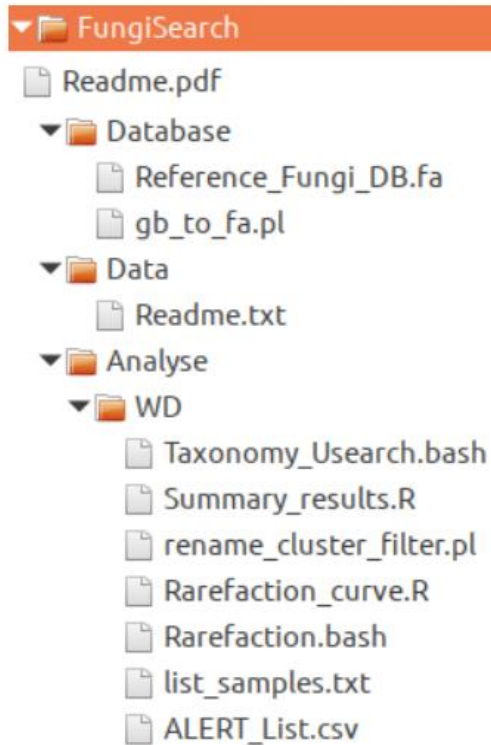 FungiSearch
Readme.pdf
Database
Reference_Fungi_DB.fa
gb_to_fa.pl
Data
Readme.txt
Analyse
WD
Taxonomy_Usearch.bash
Summary_results.R
rename_cluster_filter.pl
Rarefaction_curve.R
Rarefaction.bash
list_samples.txt
ALERT_List.csv